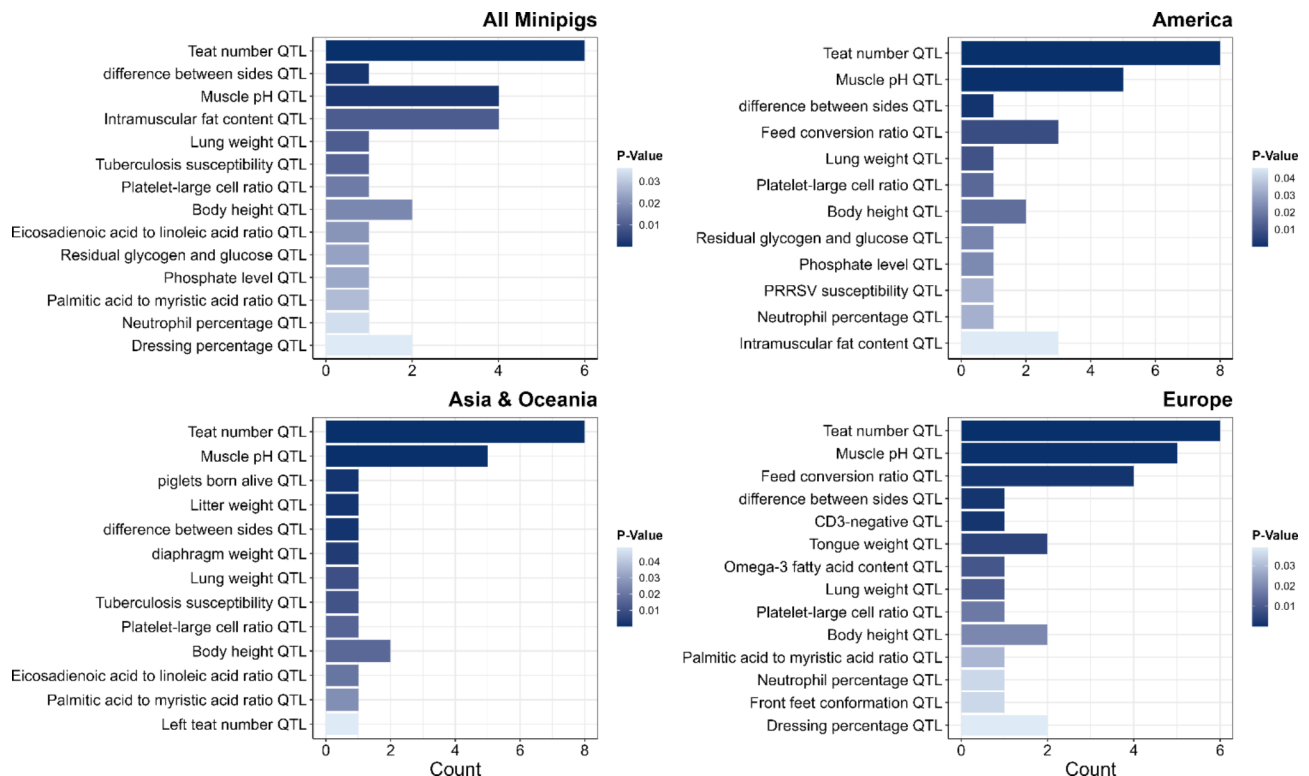 All Minipigs
Teat number QTL
difference between sides QTL
Muscle pH QTL
Intramuscular fat content QTL
Lung weight QTL
Tuberculosis susceptibility QTL
Platelet-large cell ratio QTL
Body height QTL
Eicosadienoic acid to linoleic acid ratio QTL
Residual glycogen and glucose QTL
Phosphate level QTL
Palmitic acid to myristic acid ratio QTL
Neutrophil percentage QTL
Dressing percentage QTL
0 2 4 6
P-Value
0.03
0.02
0.01
America
Teat number QTL
Muscle pH QTL
difference between sides QTL
Feed conversion ratio QTL
Lung weight QTL
Platelet-large cell ratio QTL
Body height QTL
Residual glycogen and glucose QTL
Phosphate level QTL
PRRSV susceptibility QTL
Neutrophil percentage QTL
Intramuscular fat content QTL
0 2 4 6 8
P-Value
0.04
0.03
0.02
0.01
Asia & Oceania
Teat number QTL
Muscle pH QTL
piglets born alive QTL
Litter weight QTL
difference between sides QTL
diaphragm weight QTL
Lung weight QTL
Tuberculosis susceptibility QTL
Platelet-large cell ratio QTL
Body height QTL
Eicosadienoic acid to linoleic acid ratio QTL
Palmitic acid to myristic acid ratio QTL
Left teat number QTL
0 2 4 6 8
Count
P-Value
0.04
0.03
0.02
0.01
Europe
Teat number QTL
Muscle pH QTL
Feed conversion ratio QTL
difference between sides QTL
CD3-negative QTL
Tongue weight QTL
Omega-3 fatty acid content QTL
Lung weight QTL
Platelet-large cell ratio QTL
Body height QTL
Palmitic acid to myristic acid ratio QTL
Neutrophil percentage QTL
Front feet conformation QTL
Dressing percentage QTL
0 2 4 6
Count
P-Value
0.03
0.02
0.01